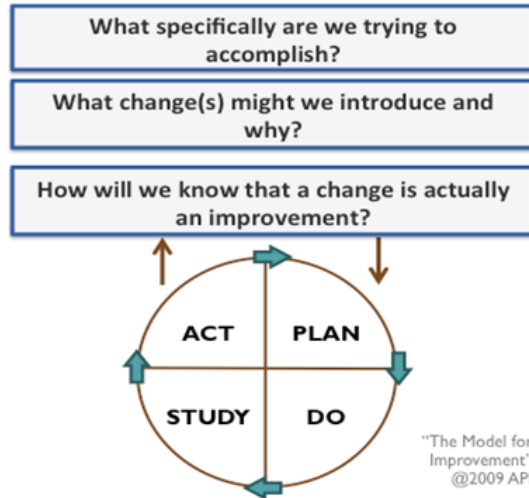 What specifically are we trying to
accomplish?
What change(s) might we introduce and
why?
How will we know that a change is actually
an improvement?
ACT
PLAN
STUDY
DO
"The Model for
Improvement"
@2009 AP